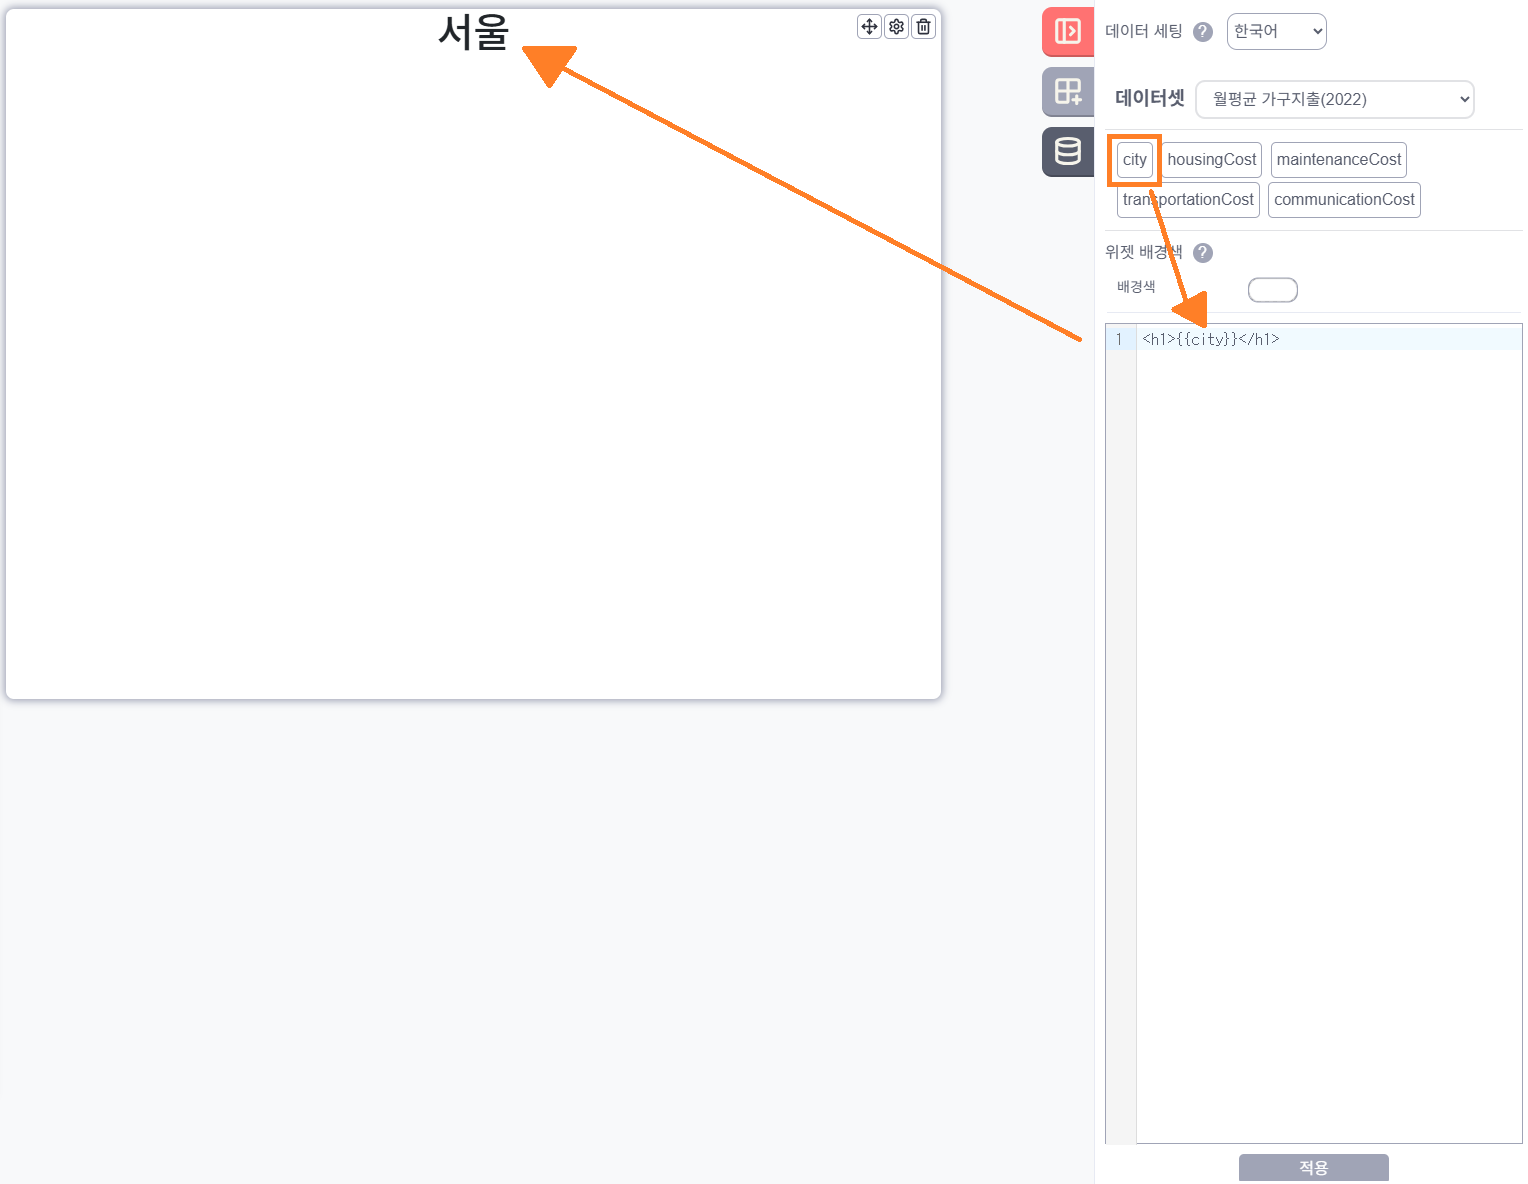 서울
데이터 세팅 ? 한국어
데이터셋 월평균 가구지출(2022)
city housingCost maintenanceCost
transportationCost communicationCost
위젯 배경색 ?
배경색
1 <h1>{{city}}</h1>
적용